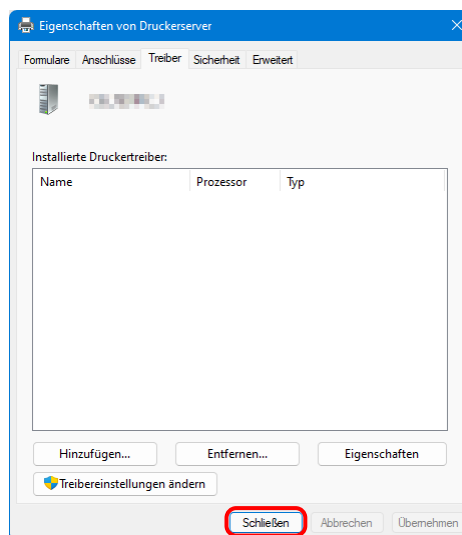 Eigenschaften von Druckerserver
Formulare Anschlüsse Treiber Sicherheit Erweitert
Installierte Druckertreiber:
Name Prozessor Typ
Hinzufügen... Entfernen... Eigenschaften
Treibereinstellungen ändern
Schließen Abbrechen Übernehmen